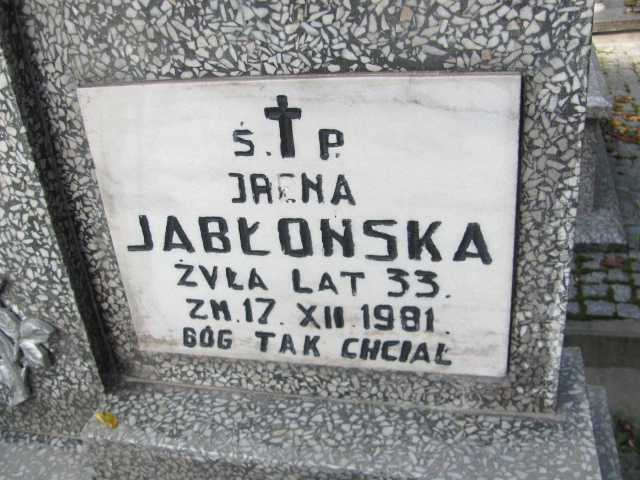 Ś. P.
IRENA
JABŁOŃSKA
ŻYŁA LAT 33.
ZM. 17. XII 1981.
BÓG TAK CHCIAŁ